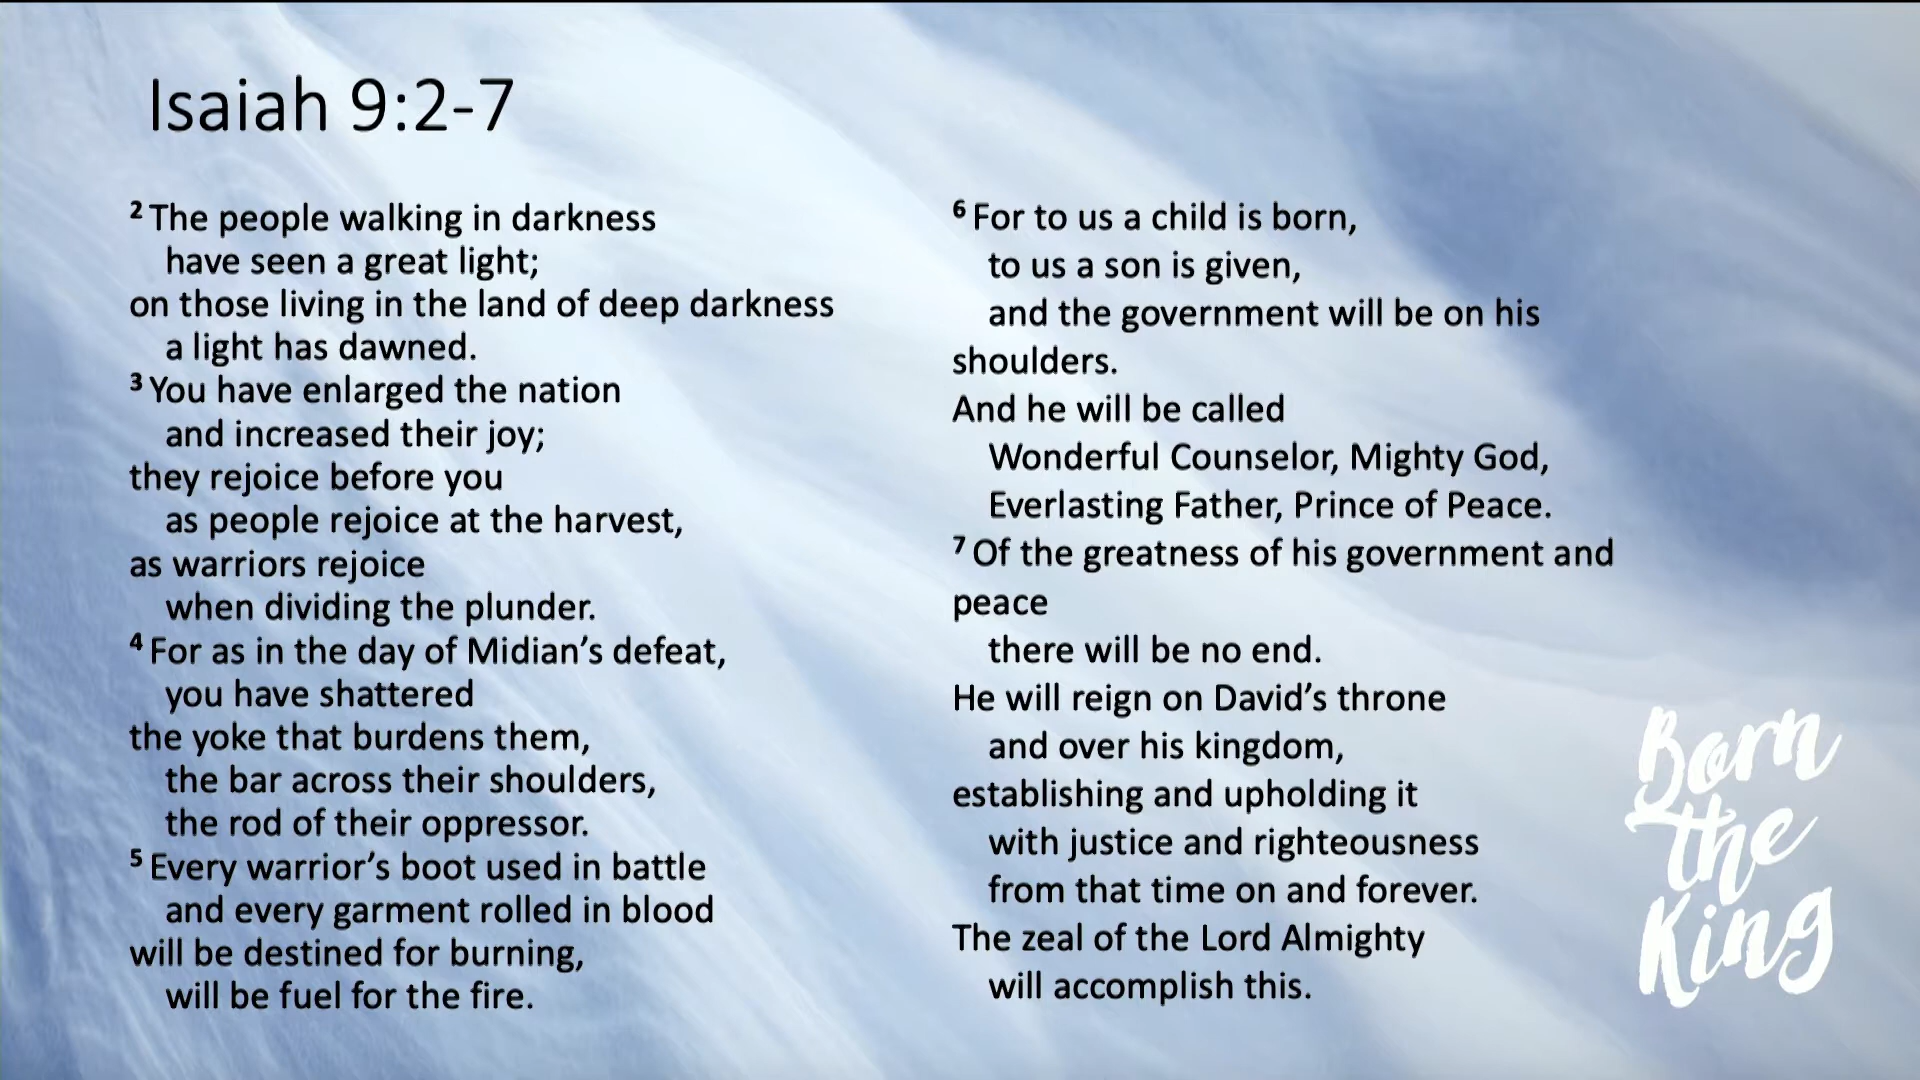 Isaiah 9:2-7
2 The people walking in darkness
have seen a great light;
on those living in the land of deep darkness
a light has dawned.
3 You have enlarged the nation
and increased their joy;
they rejoice before you
as people rejoice at the harvest,
as warriors rejoice
when dividing the plunder.
4 For as in the day of Midian’s defeat,
you have shattered
the yoke that burdens them,
the bar across their shoulders,
the rod of their oppressor.
5 Every warrior’s boot used in battle
and every garment rolled in blood
will be destined for burning,
will be fuel for the fire.
6 For to us a child is born,
to us a son is given,
and the government will be on his
shoulders.
And he will be called
Wonderful Counselor, Mighty God,
Everlasting Father, Prince of Peace.
7 Of the greatness of his government and
peace
there will be no end.
He will reign on David’s throne
and over his kingdom,
establishing and upholding it
with justice and righteousness
from that time on and forever.
The zeal of the Lord Almighty
will accomplish this.
Born
the
King